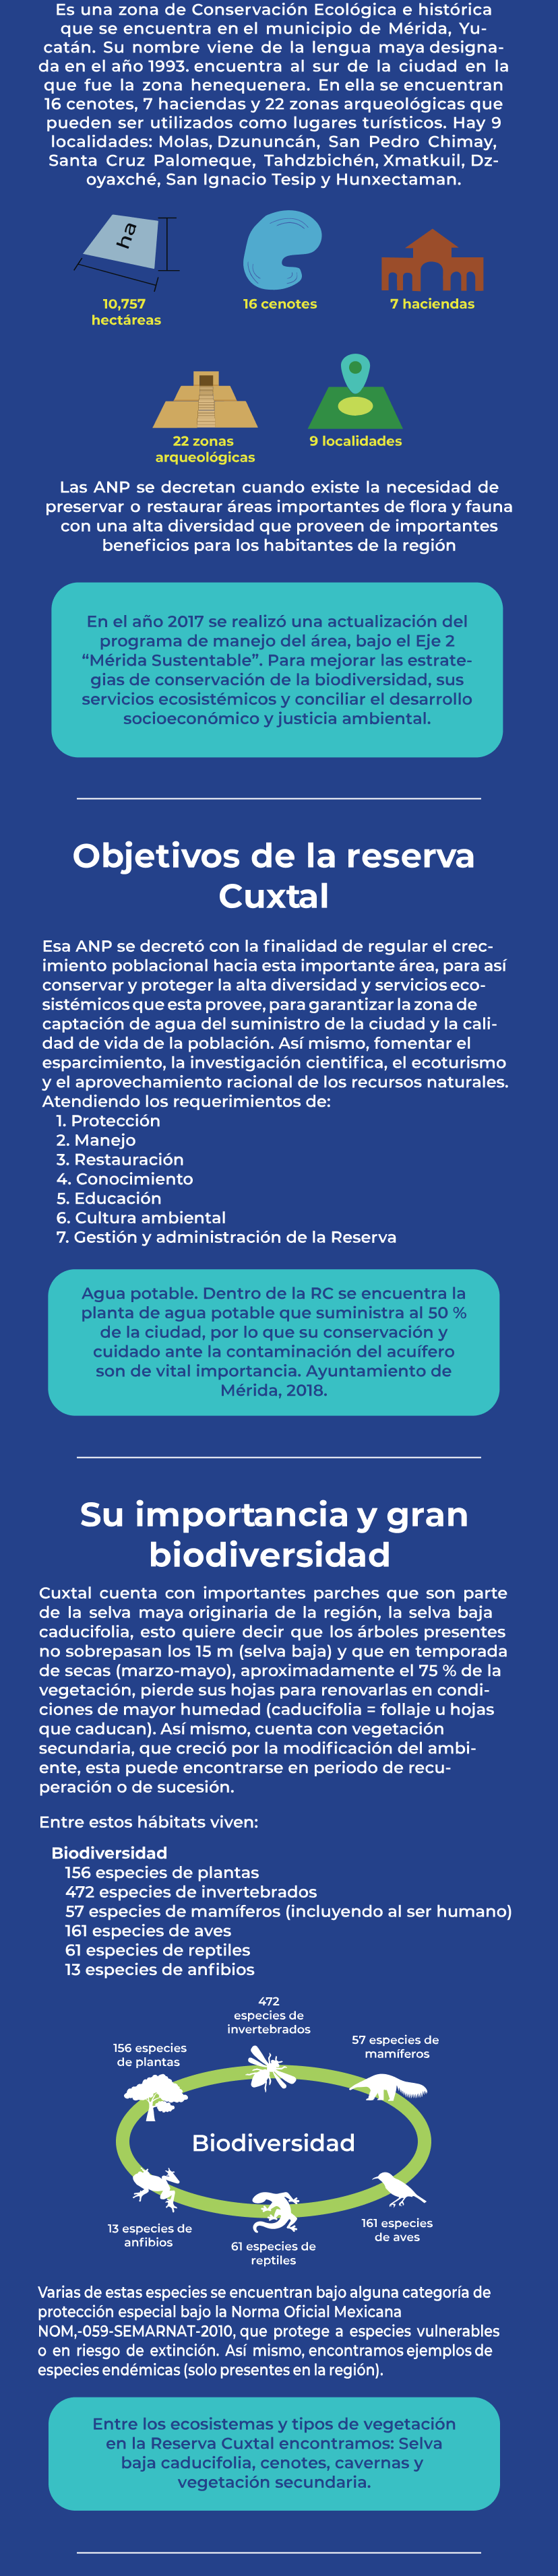 Es una zona de Conservación Ecológica e histórica
que se encuentra en el municipio de Mérida, Yu-
catán. Su nombre viene de la lengua maya designa-
da en el año 1993. encuentra al sur de la ciudad en la
que fue la zona henequenera. En ella se encuentran
16 cenotes, 7 haciendas y 22 zonas arqueológicas que
pueden ser utilizados como lugares turísticos. Hay 9
localidades: Molas, Dzununcán, San Pedro Chimay,
Santa Cruz Palomeque, Tahdzbichén, Xmatkuil, Dz-
oyaxché, San Ignacio Tesip y Hunxectaman.
ha
10,757
hectáreas
16 cenotes
7 haciendas
22 zonas
arqueológicas
9 localidades
Las ANP se decretan cuando existe la necesidad de
preservar o restaurar áreas importantes de flora y fauna
con una alta diversidad que proveen de importantes
beneficios para los habitantes de la región
En el año 2017 se realizó una actualización del
programa de manejo del área, bajo el Eje 2
“Mérida Sustentable”. Para mejorar las estrate-
gias de conservación de la biodiversidad, sus
servicios ecosistémicos y conciliar el desarrollo
socioeconómico y justicia ambiental.
Objetivos de la reserva
Cuxtal
Esa ANP se decretó con la finalidad de regular el crec-
imiento poblacional hacia esta importante área, para así
conservar y proteger la alta diversidad y servicios eco-
sistémicos que esta provee, para garantizar la zona de
captación de agua del suministro de la ciudad y la cali-
dad de vida de la población. Así mismo, fomentar el
esparcimiento, la investigación cientifica, el ecoturismo
y el aprovechamiento racional de los recursos naturales.
Atendiendo los requerimientos de:
1. Protección
2. Manejo
3. Restauración
4. Conocimiento
5. Educación
6. Cultura ambiental
7. Gestión y administración de la Reserva
Agua potable. Dentro de la RC se encuentra la
planta de agua potable que suministra al 50 %
de la ciudad, por lo que su conservación y
cuidado ante la contaminación del acuífero
son de vital importancia. Ayuntamiento de
Mérida, 2018.
Su importancia y gran
biodiversidad
Cuxtal cuenta con importantes parches que son parte
de la selva maya originaria de la región, la selva baja
caducifolia, esto quiere decir que los árboles presentes
no sobrepasan los 15 m (selva baja) y que en temporada
de secas (marzo-mayo), aproximadamente el 75 % de la
vegetación, pierde sus hojas para renovarlas en condi-
ciones de mayor humedad (caducifolia = follaje u hojas
que caducan). Así mismo, cuenta con vegetación
secundaria, que creció por la modificación del ambi-
ente, esta puede encontrarse en periodo de recu-
peración o de sucesión.
Entre estos hábitats viven:
Biodiversidad
156 especies de plantas
472 especies de invertebrados
57 especies de mamíferos (incluyendo al ser humano)
161 especies de aves
61 especies de reptiles
13 especies de anfibios
472
especies de
invertebrados
156 especies
de plantas
57 especies de
mamíferos
Biodiversidad
13 especies de
anfibios
61 especies de
reptiles
161 especies
de aves
Varias de estas especies se encuentran bajo alguna categoría de
protección especial bajo la Norma Oficial Mexicana
NOM,-059-SEMARNAT-2010, que protege a especies vulnerables
o en riesgo de extinción. Así mismo, encontramos ejemplos de
especies endémicas (solo presentes en la región).
Entre los ecosistemas y tipos de vegetación
en la Reserva Cuxtal encontramos: Selva
baja caducifolia, cenotes, cavernas y
vegetación secundaria.